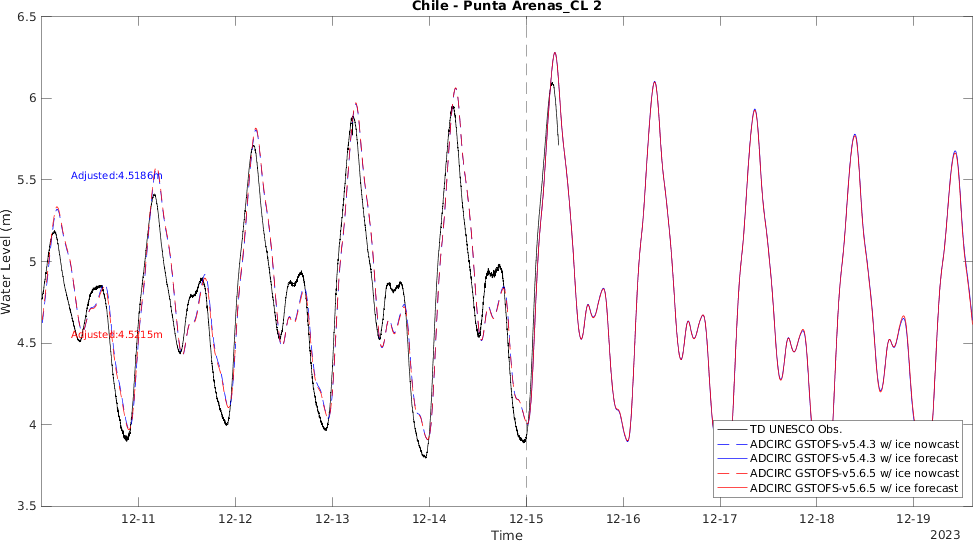 Chile - Punta Arenas_CL 2
6.5
6
5.5
5
4.5
4
3.5
Water Level (m)
Adjusted:4.5186m
Adjusted:4.5215m
TD UNESCO Obs.
ADCIRC GSTOFS-v5.4.3 w/ ice nowcast
ADCIRC GSTOFS-v5.4.3 w/ ice forecast
ADCIRC GSTOFS-v5.6.5 w/ ice nowcast
ADCIRC GSTOFS-v5.6.5 w/ ice forecast
12-11 12-12 12-13 12-14 12-15 12-16 12-17 12-18 12-19
Time
2023